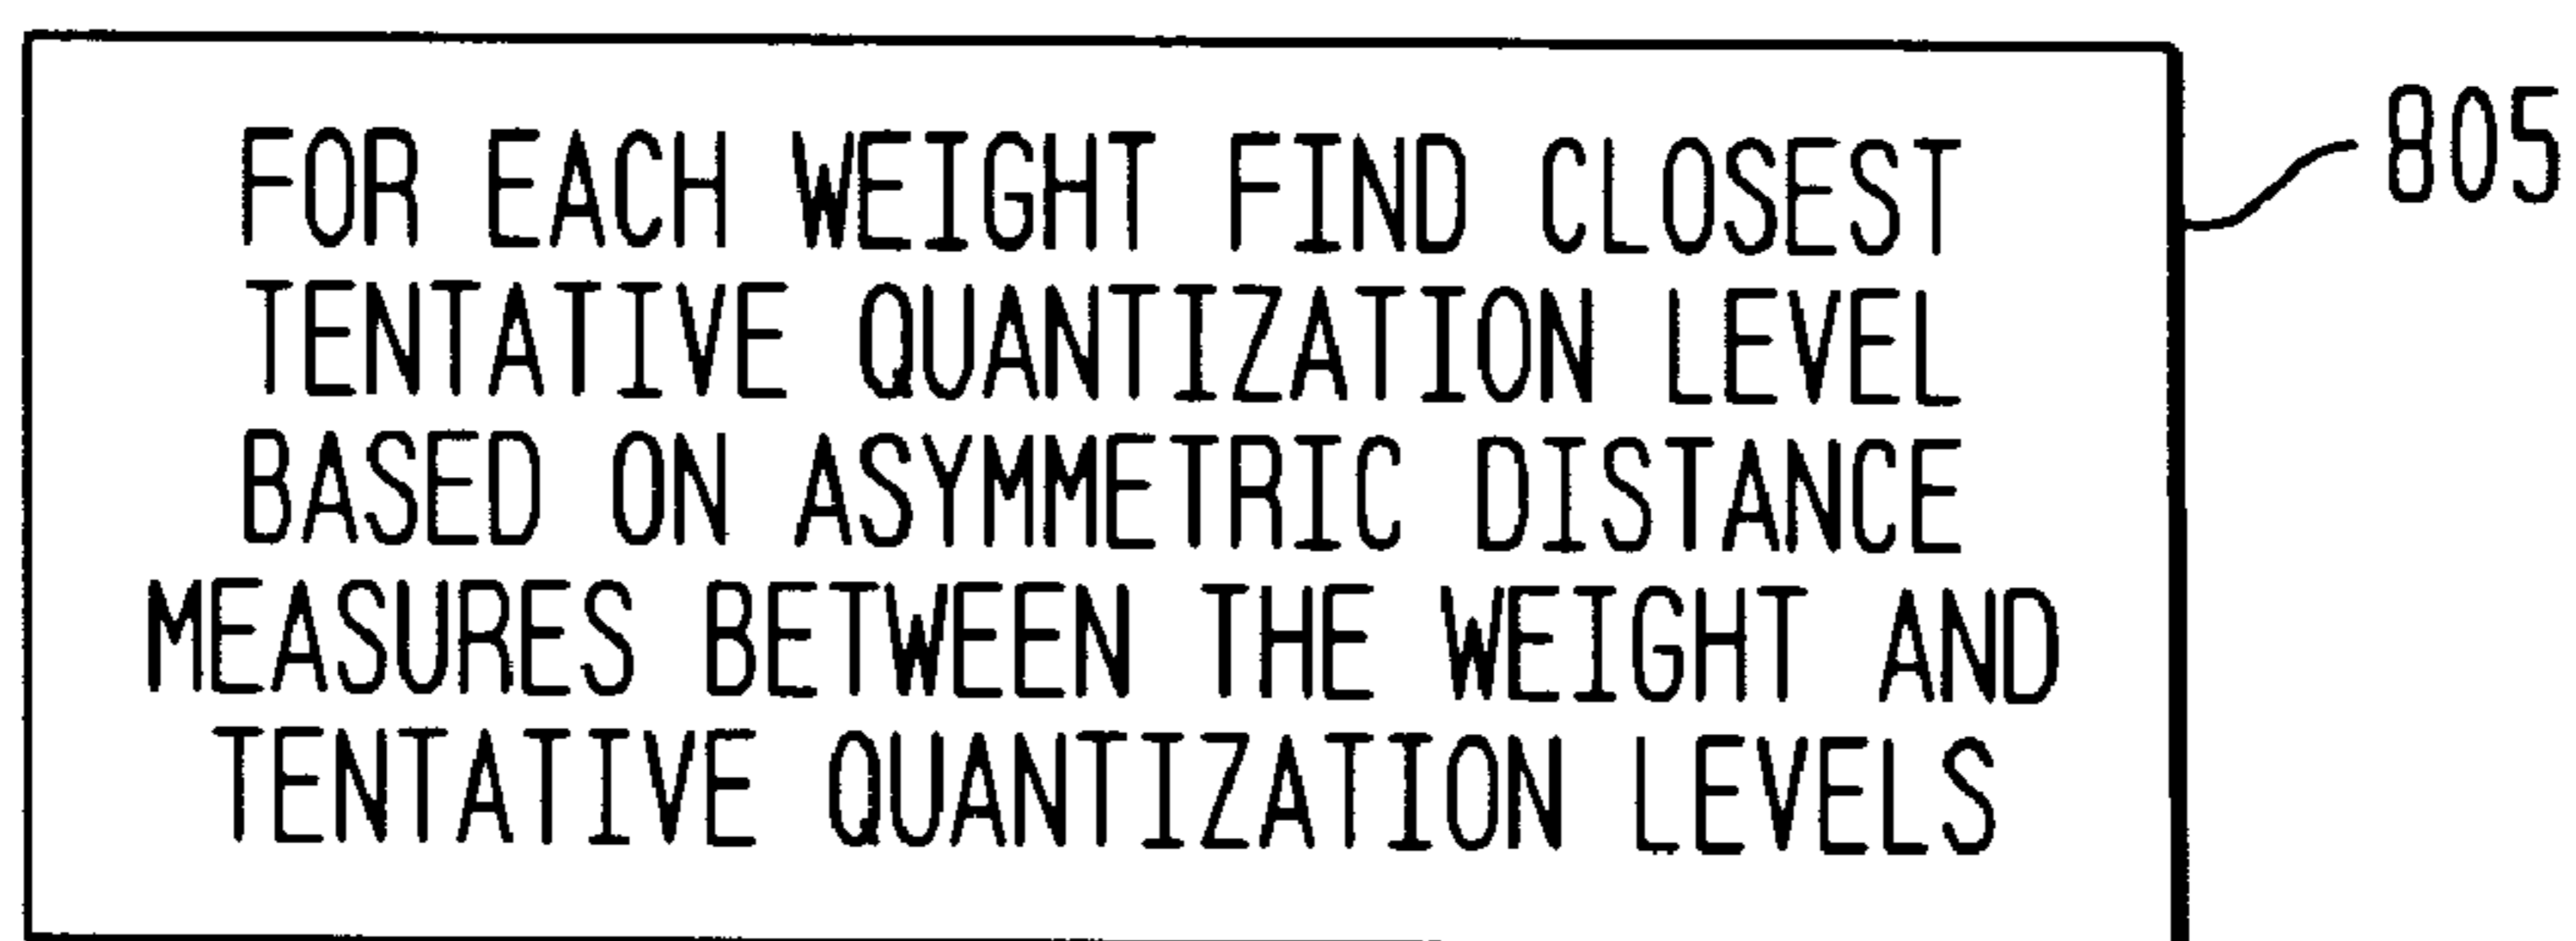 FOR EACH WEIGHT FIND CLOSEST
TENTATIVE QUANTIZATION LEVEL
BASED ON ASYMMETRIC DISTANCE
MEASURES BETWEEN THE WEIGHT AND
TENTATIVE QUANTIZATION LEVELS
805